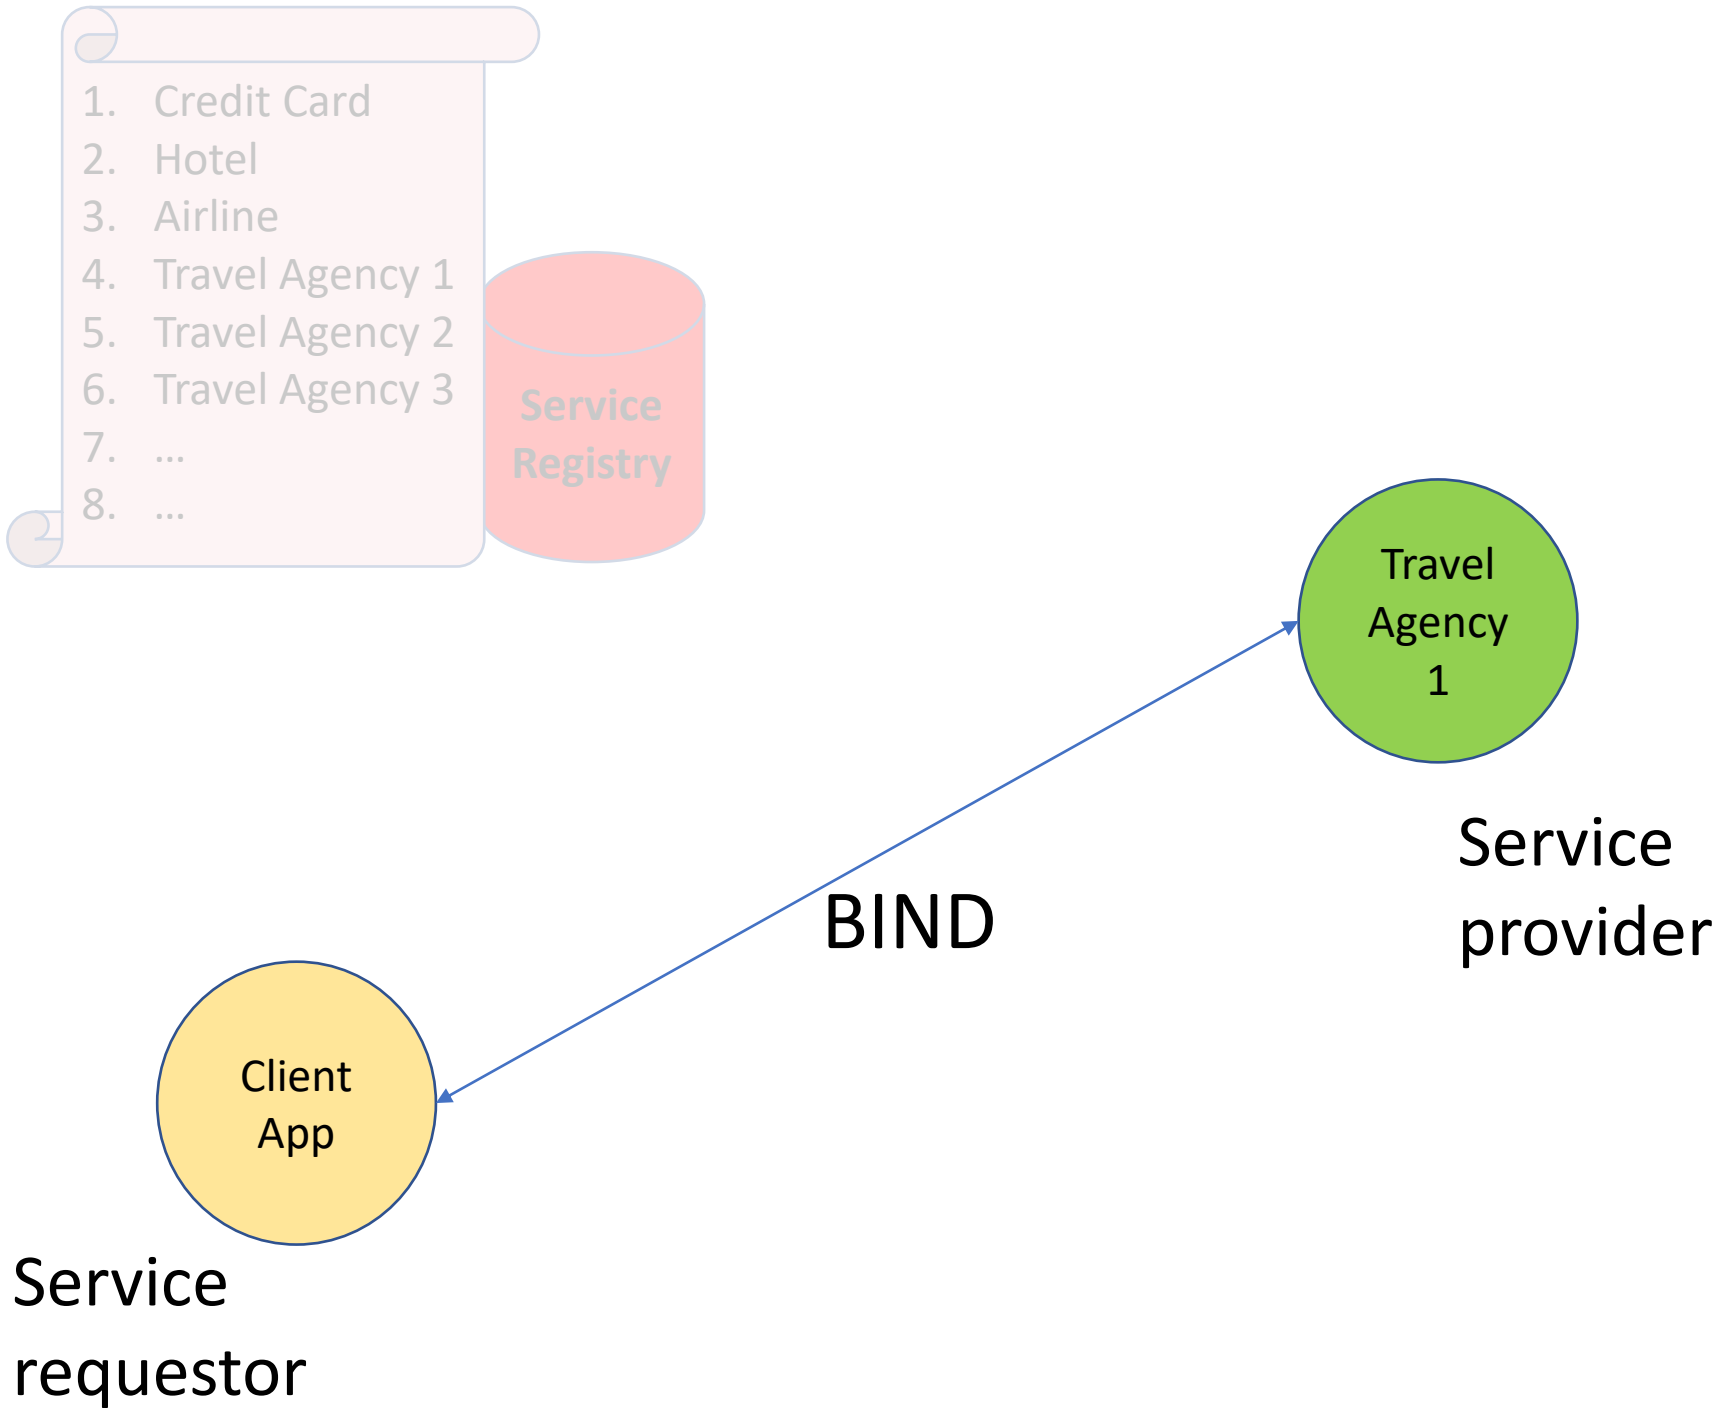 1. Credit Card
2. Hotel
3. Airline
4. Travel Agency 1
5. Travel Agency 2
6. Travel Agency 3
7. ...
8. ...
Service
Registry
Travel
Agency
1
Service
provider
BIND
Client
App
Service
requestor